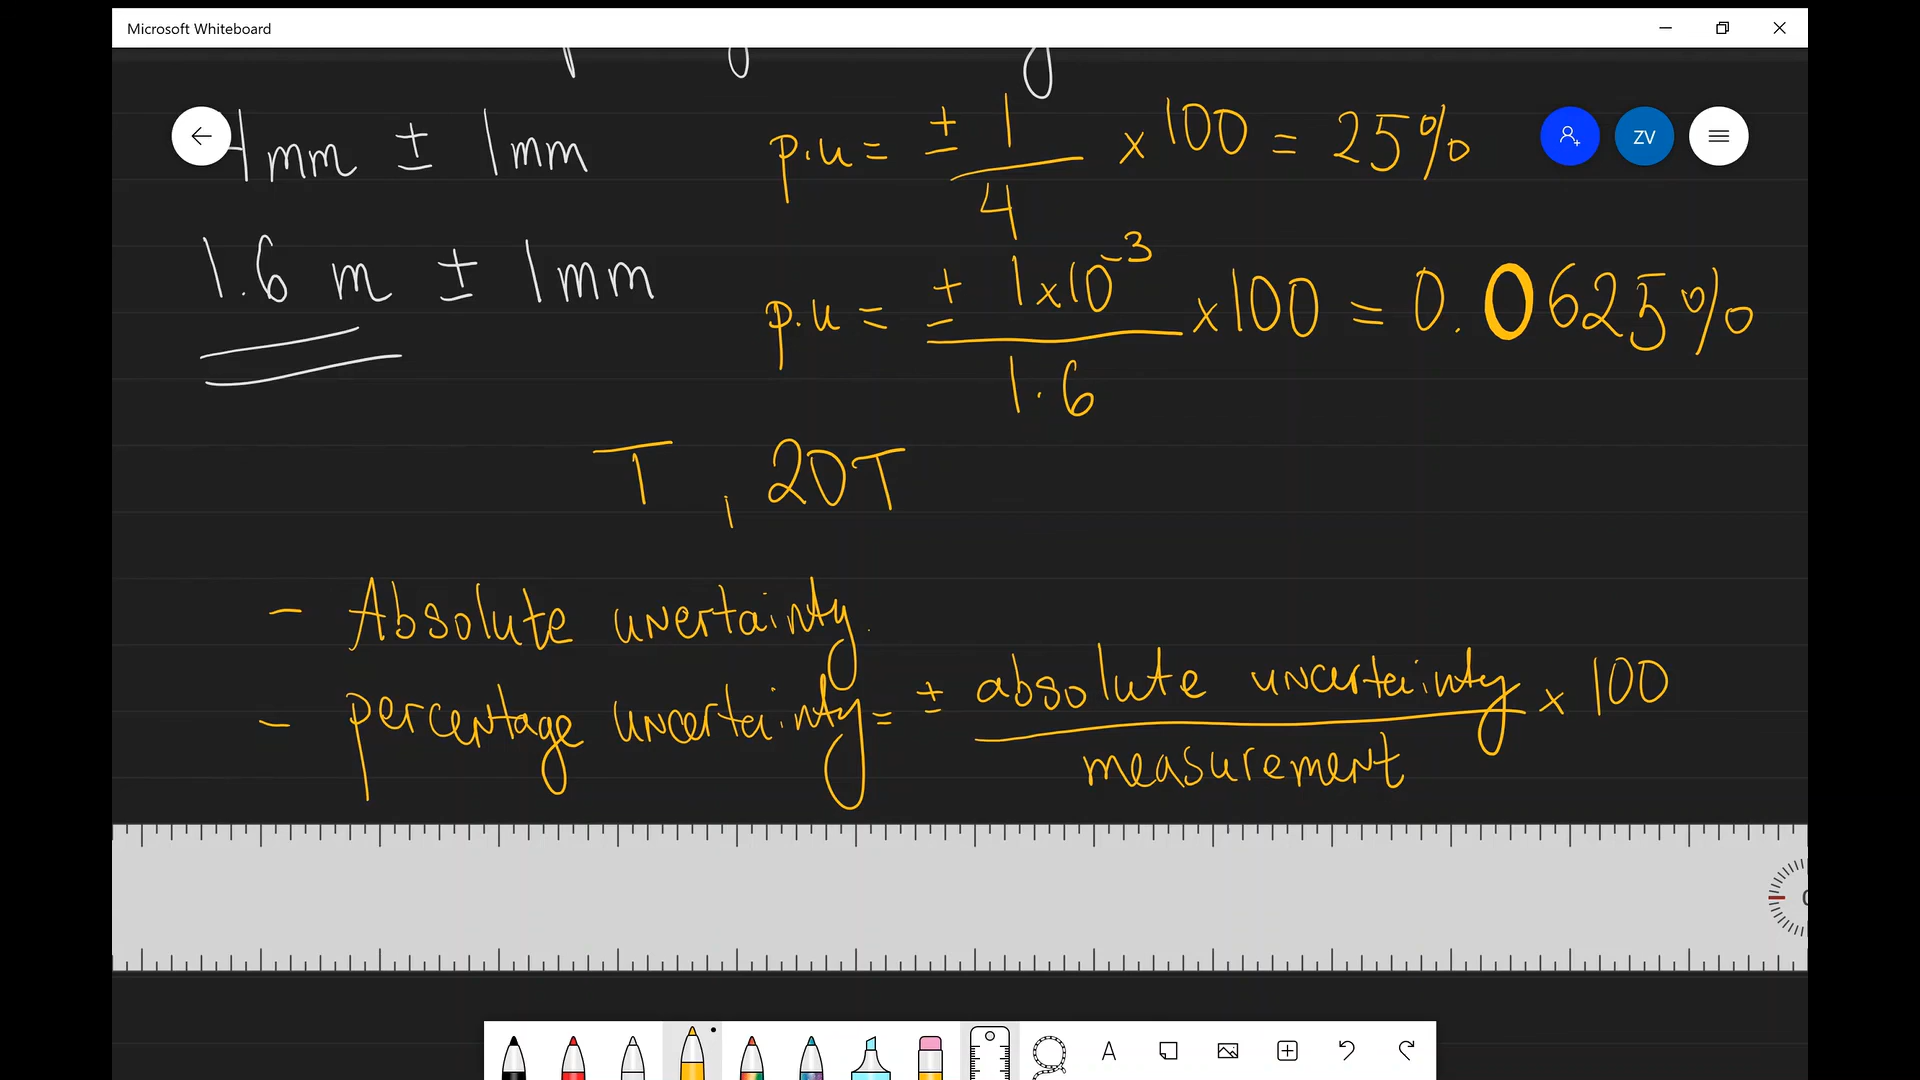 Microsoft Whiteboard
4mm ± 1mm p.u = ± 1/4 x 100 = 25%
ZV
1.6 m ± 1mm p.u = ± 1x10⁻³/1.6 x 100 = 0.0625%
T , 20T
- Absolute uncertainty
- percentage uncertainty = ± absolute uncertainty/measurement x 100
A